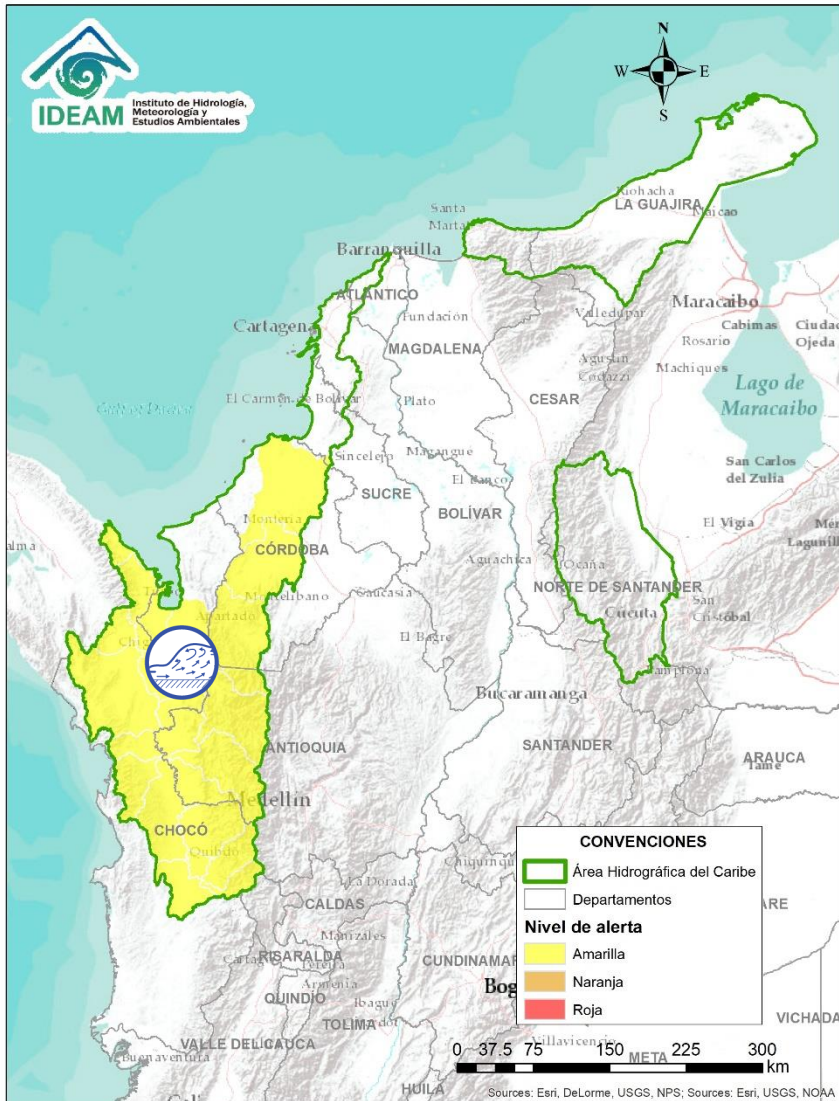 IDEAM
Instituto de Hidrología,
Meteorología y
Estudios Ambientales
N
W
E
S
Riohacha
LA GUAJIRA
Maicao
Santa
Marta
Barranquilla
ATLÁNTICO
Maracaibo
Cartagena
Fundación
Valledupar
Cabimas
Ciudad
Ojeda
Rosario
MAGDALENA
Machiques
Agustín
Codazzi
Lago de
Maracaibo
El Carmen de Bolívar
Plato
CESAR
Sincelejo
Magangué
San Carlos
del Zulia
El Banco
SUCRE
BOLÍVAR
Montería
El Vigía
CÓRDOBA
Aguachica
Ocaña
NORTE DE SANTANDER
Montelíbano
Caucasia
Apartadó
Cúcuta
San
Cristóbal
El Bagre
Pamplona
Bucaramanga
ANTIOQUIA
SANTANDER
ARAUCA
Tame
Medellín
CHOCÓ
Quibdó
La Dorada
CALDAS
Manizales
RISARALDA
Pereira
CUNDINAMAR
Armenia
QUINDÍO
Ibagué
Bog
TOLIMA
VICHADA
VALLE DEL CAUCA
Villavicencio
Buenaventura
META
HUILA
CONVENCIONES
Área Hidrográfica del Caribe
Departamentos
Nivel de alerta
Amarilla
Naranja
Roja
0 37.5 75 150 225 300
km
Sources: Esri, DeLorme, USGS, NPS; Sources: Esri, USGS, NOAA